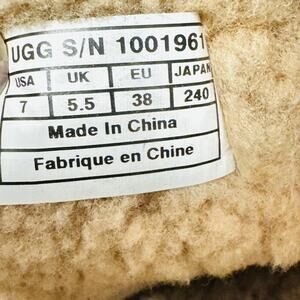 UGG S/N 1001961
USA UK EU JAPAN
7 5.5 38 240
Made In China
Fabrique en Chine